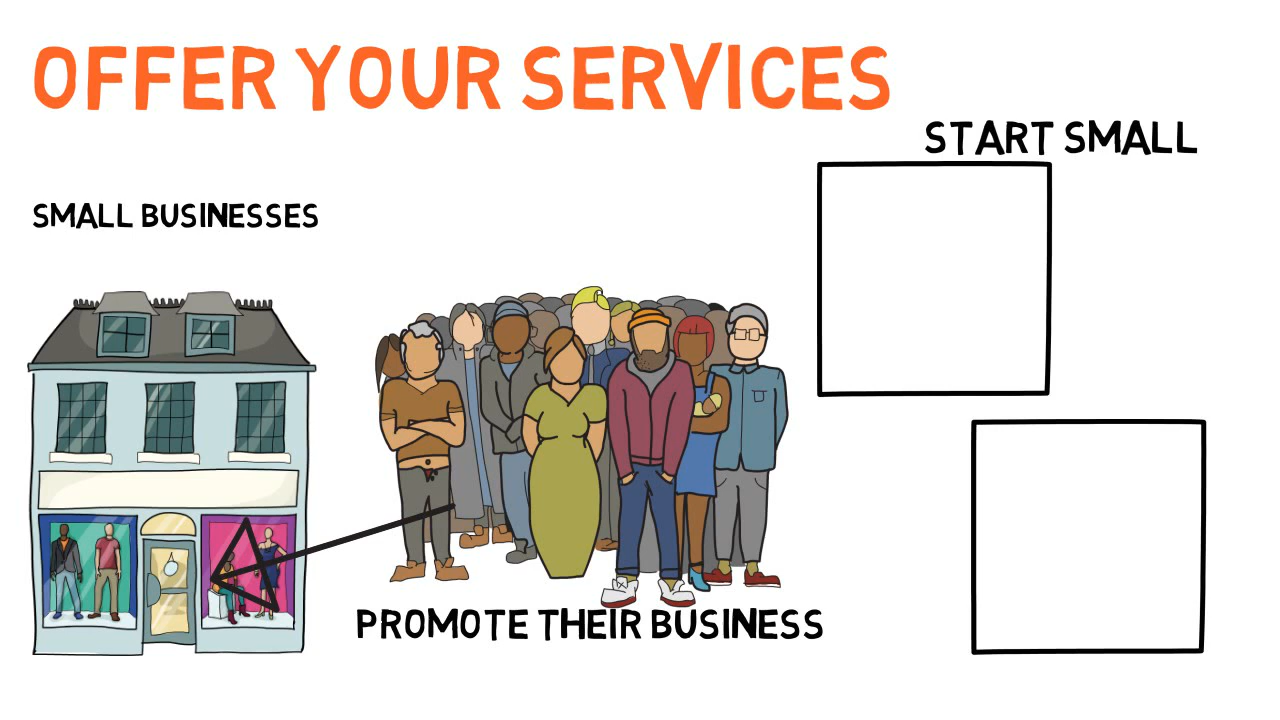 OFFER YOUR SERVICES
START SMALL
SMALL BUSINESSES
PROMOTE THEIR BUSINESS